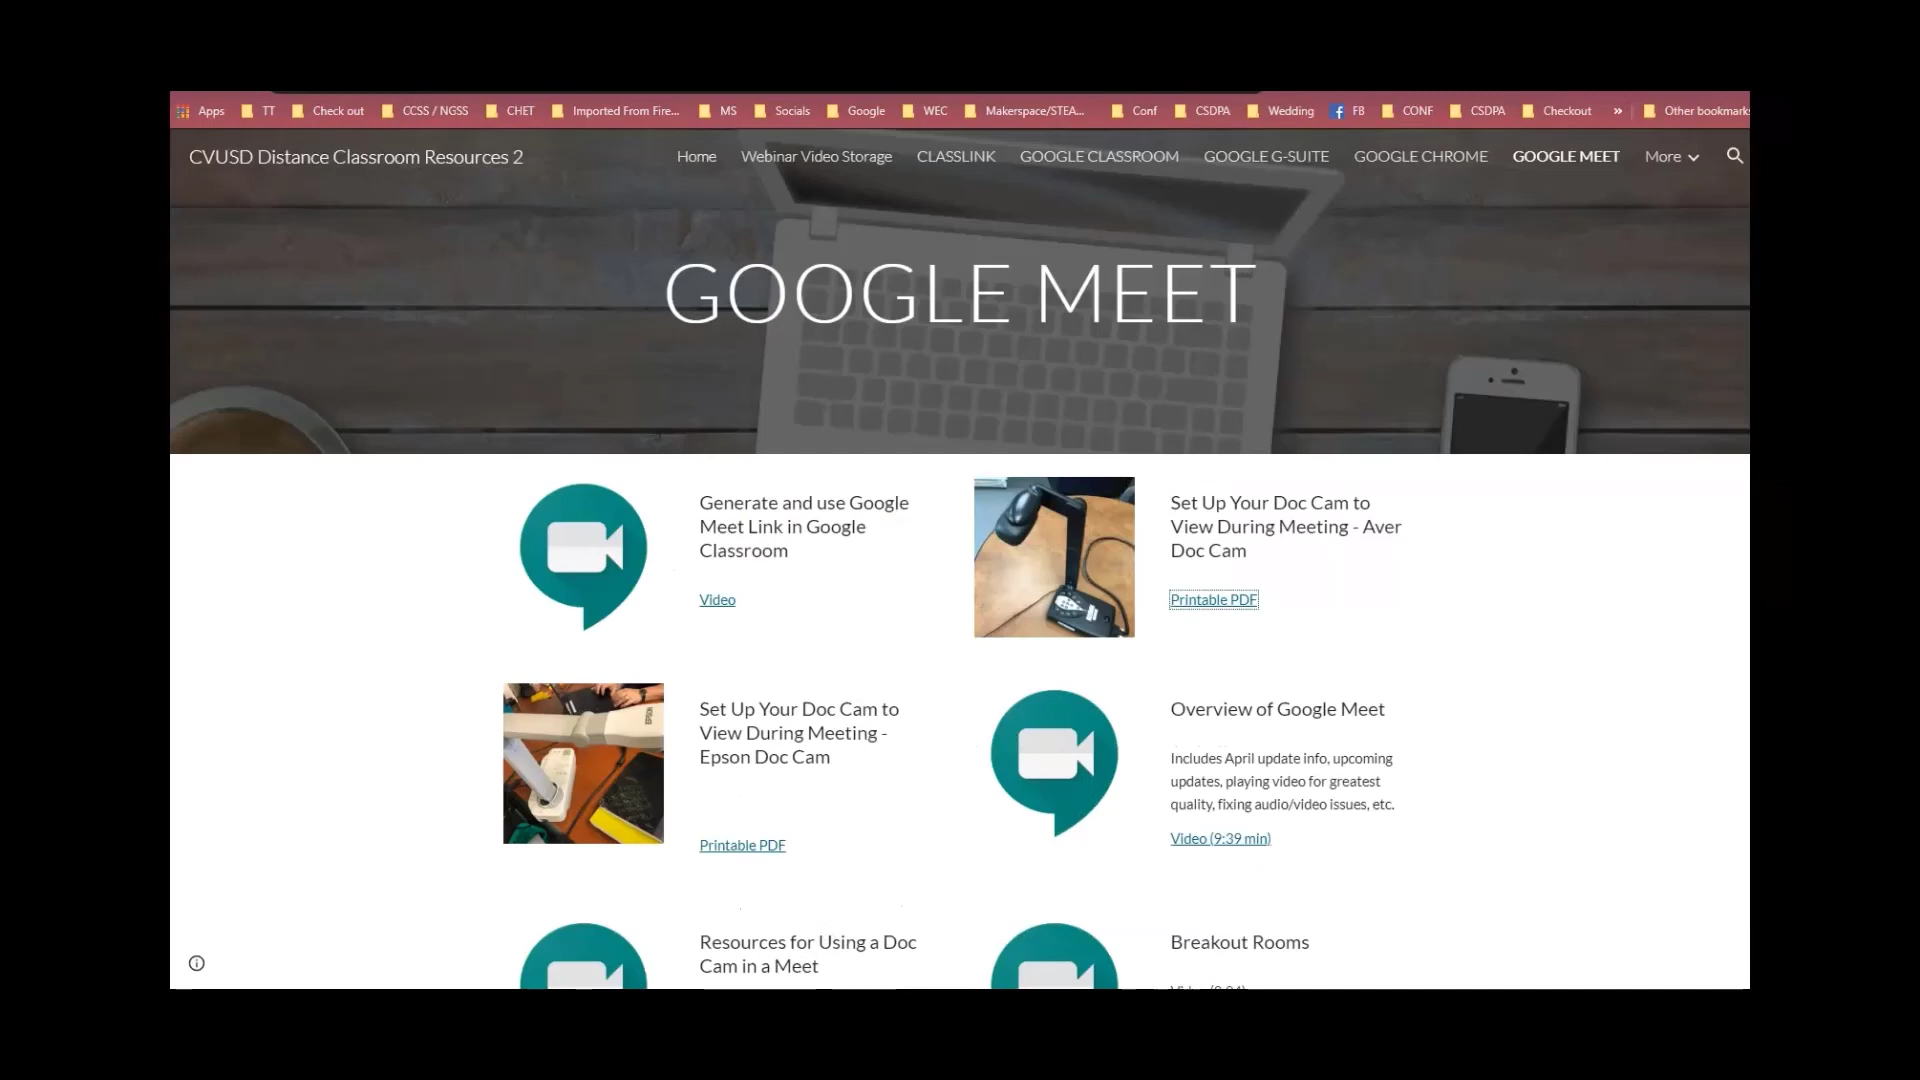 Apps TT Check out CCSS / NGSS CHET Imported From Fire... MS Socials Google WEC Makerspace/STEA... Conf CSDPA Wedding FB CONF CSDPA Checkout » Other bookmarks
CVUSD Distance Classroom Resources 2 Home Webinar Video Storage CLASSLINK GOOGLE CLASSROOM GOOGLE G-SUITE GOOGLE CHROME GOOGLE MEET More
GOOGLE MEET
Generate and use Google
Meet Link in Google
Classroom
Video
Set Up Your Doc Cam to
View During Meeting - Aver
Doc Cam
Printable PDF
Set Up Your Doc Cam to
View During Meeting -
Epson Doc Cam
Printable PDF
EPSON
Overview of Google Meet
Includes April update info, upcoming
updates, playing video for greatest
quality, fixing audio/video issues, etc.
Video (9:39 min)
Resources for Using a Doc
Cam in a Meet
Breakout Rooms